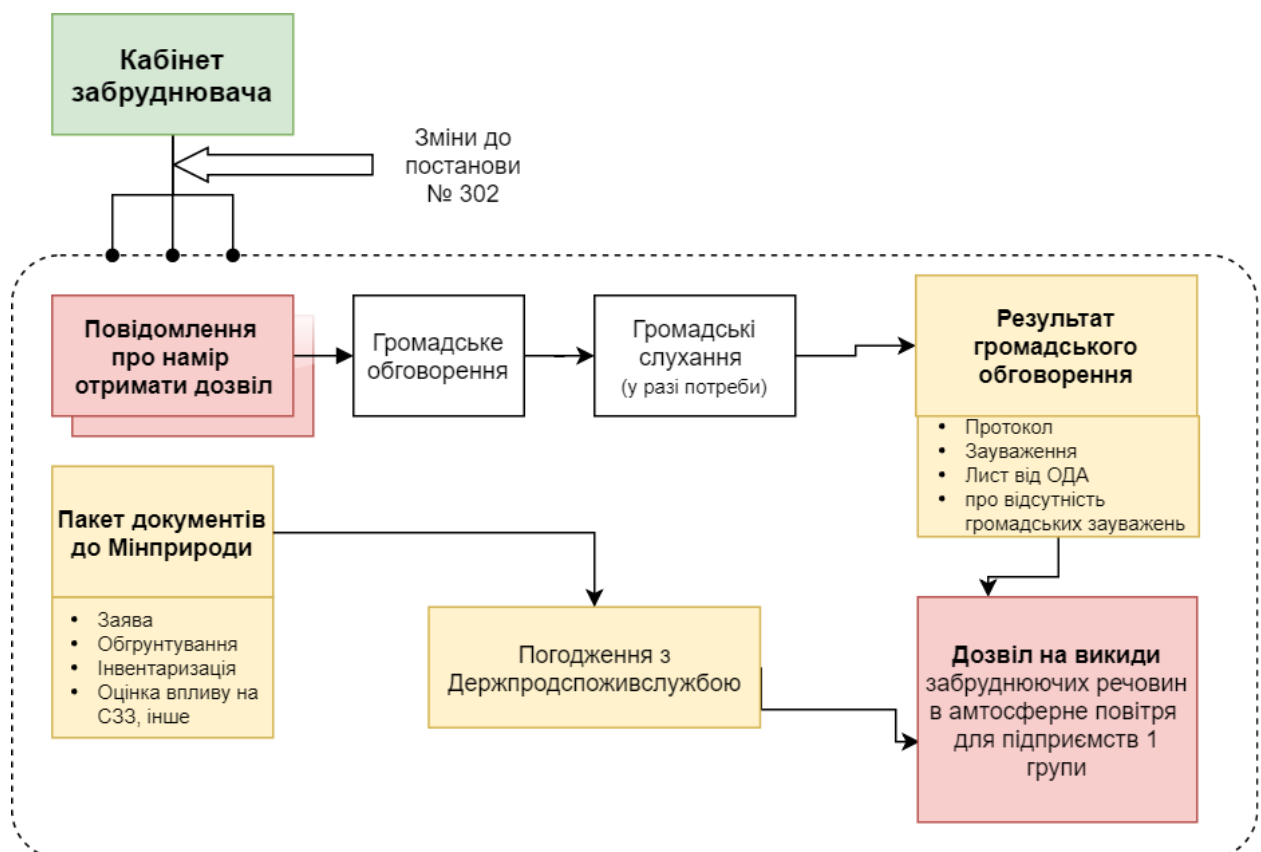 Кабінет
забруднювача
Зміни до
постанови
№ 302
Повідомлення
про намір
отримати дозвіл
Громадське
обговорення
Громадські
слухання
(у разі потреби)
Результат
громадського
обговорення
• Протокол
• Зауваження
• Лист від ОДА
• про відсутність
громадських зауважень
Пакет документів
до Мінприроди
• Заява
• Обгрунтування
• Інвентаризація
• Оцінка впливу на
СЗЗ, інше
Погодження з
Держпродспоживслужбою
Дозвіл на викиди
забруднюючих речовин
в амтосферне повітря
для підприємств 1
групи